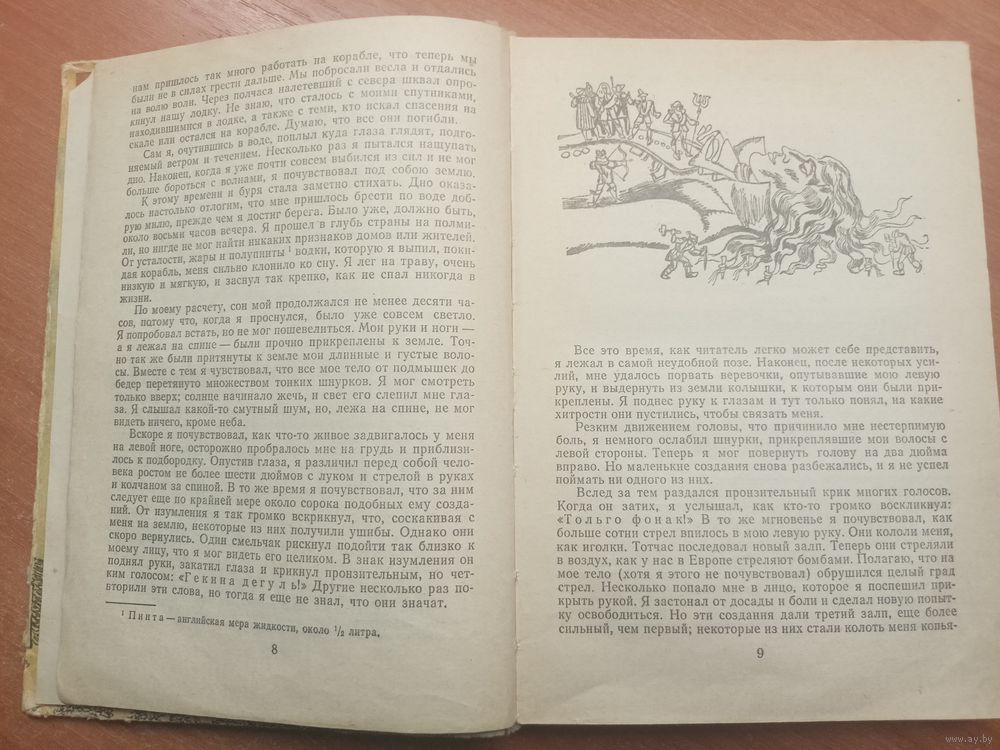 нам пришлось так много работать на корабле, что теперь мы
были не в силах грести дальше. Мы побросали весла и отдались
на волю волн. Через полчаса налетевший с севера шквал опро-
кинул нашу лодку. Не знаю, что сталось с моими спутниками,
находившимися в лодке, а также с теми, кто искал спасения на
скале или остался на корабле. Думаю, что все они погибли.
Сам я, очутившись в воде, поплыл куда глаза глядят, подго-
няемый ветром и течением. Несколько раз я пытался нащупать
дно. Наконец, когда я уже почти совсем выбился из сил и не мог
больше бороться с волнами, я почувствовал под собою землю.
К этому времени и буря стала заметно стихать. Дно оказа-
лось настолько отлогим, что мне пришлось брести по воде доб-
рую милю, прежде чем я достиг берега. Было уже, должно быть,
около восьми часов вечера. Я прошел в глубь страны на полми-
ли, но нигде не мог найти никаких признаков домов или жителей.
От усталости, жары и полупинты ¹ водки, которую я выпил, поки-
дая корабль, меня сильно клонило ко сну. Я лег на траву, очень
низкую и мягкую, и заснул так крепко, как не спал никогда в
жизни.
По моему расчету, сон мой продолжался не менее десяти ча-
сов, потому что, когда я проснулся, было уже совсем светло.
Я попробовал встать, но не мог пошевелиться. Мои руки и ноги —
а я лежал на спине — были прочно прикреплены к земле. Точ-
но так же были притянуты к земле мои длинные и густые воло-
сы. Вместе с тем я чувствовал, что все мое тело от подмышек до
бедер перетянуто множеством тонких шнурков. Я мог смотреть
только вверх; солнце начинало жечь, и свет его слепил мне гла-
за. Я слышал какой-то смутный шум, но, лежа на спине, не мог
видеть ничего, кроме неба.
Вскоре я почувствовал, как что-то живое задвигалось у меня
на левой ноге, осторожно пробралось мне на грудь и приблизи-
лось к подбородку. Опустив глаза, я различил перед собой чело-
века ростом не более шести дюймов с луком и стрелой в руках
и колчаном за спиной. В то же время я почувствовал, что за ним
следует еще по крайней мере около сорока подобных ему созда-
ний. От изумления я так громко вскрикнул, что, соскакивая с
меня на землю, некоторые из них получили ушибы. Однако они
скоро вернулись. Один смельчак рискнул подойти так близко к
моему лицу, что я мог видеть его целиком. В знак изумления он
поднял руки, закатил глаза и крикнул пронзительным, но чет-
ким голосом: «Гекина дегуль!» Другие несколько раз по-
вторили эти слова, но тогда я еще не знал, что они значат.
¹ Пинта — английская мера жидкости, около ½ литра.
8
Все это время, как читатель легко может себе представить,
я лежал в самой неудобной позе. Наконец, после некоторых уси-
лий, мне удалось порвать веревочки, опутывавшие мою левую
руку, и выдернуть из земли колышки, к которым они были при-
креплены. Я поднес руку к глазам и тут только понял, на какие
хитрости они пустились, чтобы связать меня.
Резким движением головы, что причинило мне нестерпимую
боль, я немного ослабил шнурки, прикреплявшие мои волосы с
левой стороны. Теперь я мог повернуть голову на два дюйма
вправо. Но маленькие создания снова разбежались, и я не успел
поймать ни одного из них.
Вслед за тем раздался пронзительный крик многих голосов.
Когда он затих, я услышал, как кто-то громко воскликнул:
«Толго фонак!» В то же мгновенье я почувствовал, как
больше сотни стрел впилось в мою левую руку. Они кололи меня,
как иголки. Тотчас последовал новый залп. Теперь они стреляли
в воздух, как у нас в Европе стреляют бомбами. Полагаю, что на
мое тело (хотя я этого не почувствовал) обрушился целый град
стрел. Несколько попало мне в лицо, которое я поспешил при-
крыть рукой. Я застонал от досады и боли и сделал новую попыт-
ку освободиться. Но эти создания дали третий залп, еще более
сильный, чем первый; некоторые из них стали колоть меня копья-
9
www.ay.by